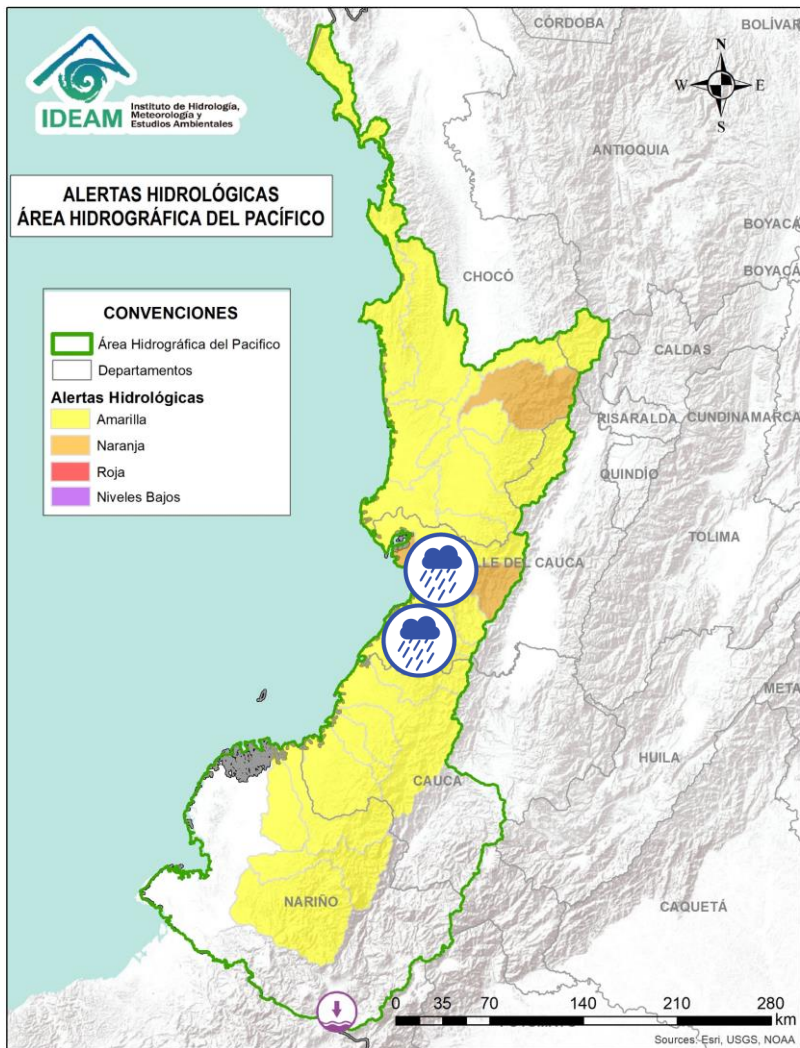 IDEAM
Instituto de Hidrología,
Meteorología y
Estudios Ambientales
CÓRDOBA
BOLÍVAR
N
W
E
S
ANTIOQUIA
ALERTAS HIDROLÓGICAS
ÁREA HIDROGRÁFICA DEL PACÍFICO
BOYACÁ
CHOCÓ
BOYACÁ
CONVENCIONES
Área Hidrográfica del Pacifico
Departamentos
Alertas Hidrológicas
Amarilla
Naranja
Roja
Niveles Bajos
CALDAS
RISARALDA
CUNDINAMARCA
QUINDÍO
TOLIMA
LE DEL CAUCA
META
HUILA
CAUCA
NARIÑO
CAQUETÁ
0 35 70 140 210 280
km
Sources: Esri, USGS, NOAA